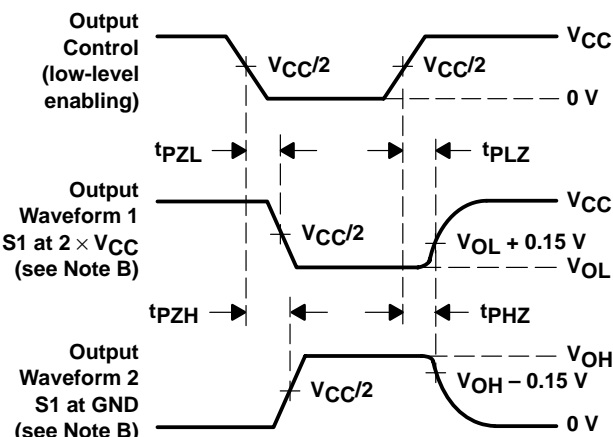 Output
Control
(low-level
enabling)
VCC
VCC/2
VCC/2
0 V
tPZL
tPLZ
Output
Waveform 1
S1 at 2 × VCC
(see Note B)
VCC
VCC/2
VOL + 0.15 V
VOL
tPZH
tPHZ
Output
Waveform 2
S1 at GND
(see Note B)
VOH
VCC/2
VOH − 0.15 V
0 V